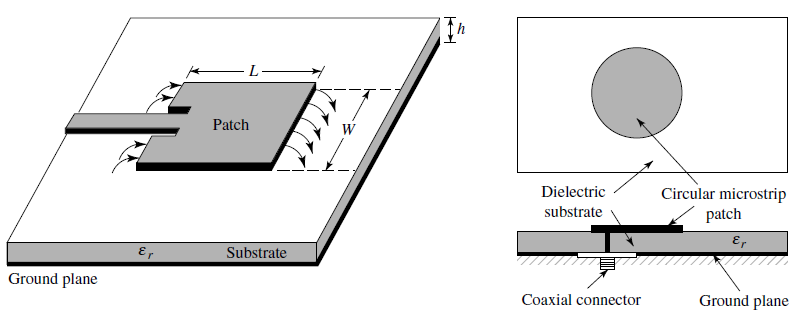 h
L
Patch
W
εr
Substrate
Ground plane
Dielectric
substrate
Circular microstrip
patch
εr
Coaxial connector
Ground plane